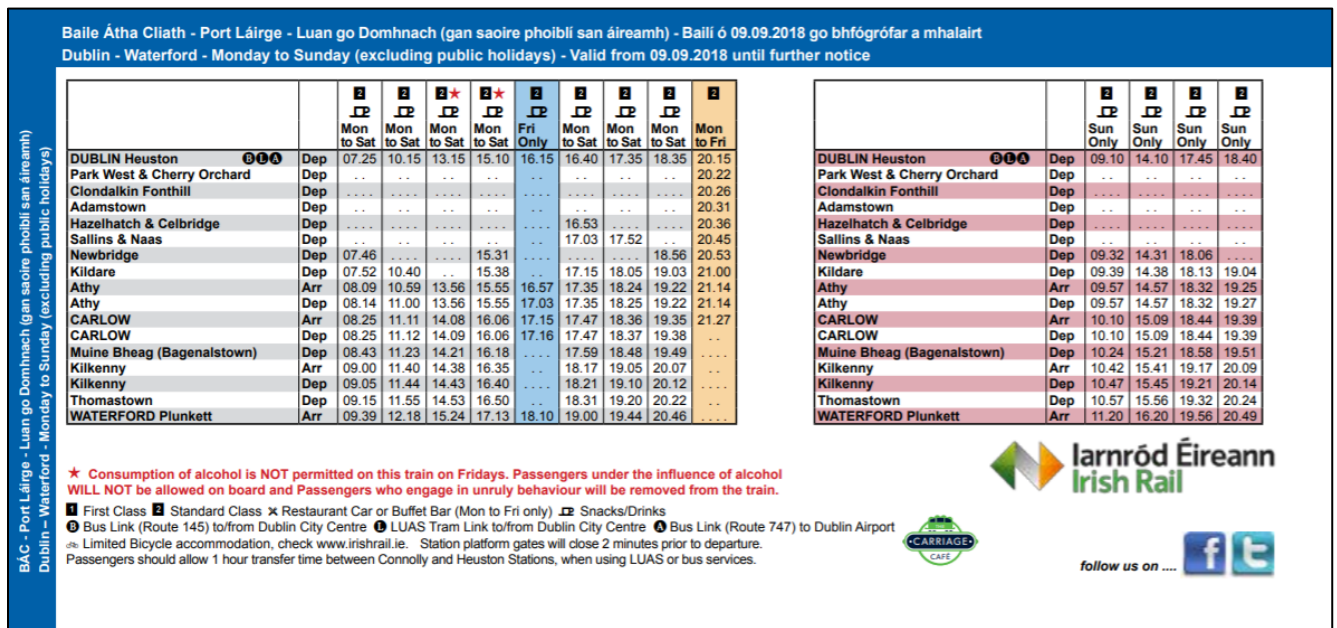 Baile Átha Cliath - Port Láirge - Luan go Domhnach (gan saoire phoiblí san áireamh) - Bailí ó 09.09.2018 go bhfógrófar a mhalairt
Dublin - Waterford - Monday to Sunday (excluding public holidays) - Valid from 09.09.2018 until further notice
BÁC - Port Láirge - Luan go Domhnach (gan saoire phoiblí san áireamh)
Dublin – Waterford - Monday to Sunday (excluding public holidays)
2 2 2★ 2★ 2 2 2 2 2
Mon Mon Mon Mon Fri Mon Mon Mon Mon
to Sat to Sat to Sat to Sat Only to Sat to Sat to Sat to Fri
DUBLIN Heuston B L A Dep 07.25 10.15 13.15 15.10 16.15 16.40 17.35 18.35 20.15
Park West & Cherry Orchard Dep . . . . . . . . . . . . . . . . 20.22
Clondalkin Fonthill Dep .... .... .... .... .... .... .... .... 20.26
Adamstown Dep . . . . . . . . . . . . . . . . 20.31
Hazelhatch & Celbridge Dep .... .... .... .... .... 16.53 .... .... 20.36
Sallins & Naas Dep . . . . . . . . . . 17.03 17.52 . . 20.45
Newbridge Dep 07.46 .... .... 15.31 .... .... .... 18.56 20.53
Kildare Dep 07.52 10.40 . . 15.38 . . 17.15 18.05 19.03 21.00
Athy Arr 08.09 10.59 13.56 15.55 16.57 17.35 18.24 19.22 21.14
Athy Dep 08.14 11.00 13.56 15.55 17.03 17.35 18.25 19.22 21.14
CARLOW Arr 08.25 11.11 14.08 16.06 17.15 17.47 18.36 19.35 21.27
CARLOW Dep 08.25 11.12 14.09 16.06 17.16 17.47 18.37 19.38 . .
Muine Bheag (Bagenalstown) Dep 08.43 11.23 14.21 16.18 .... 17.59 18.48 19.49 ....
Kilkenny Arr 09.00 11.40 14.38 16.35 . . 18.17 19.05 20.07 . .
Kilkenny Dep 09.05 11.44 14.43 16.40 .... 18.21 19.10 20.12 ....
Thomastown Dep 09.15 11.55 14.53 16.50 . . 18.31 19.20 20.22 . .
WATERFORD Plunkett Arr 09.39 12.18 15.24 17.13 18.10 19.00 19.44 20.46 ....
2 2 2 2
Sun Sun Sun Sun
Only Only Only Only
DUBLIN Heuston B L A Dep 09.10 14.10 17.45 18.40
Park West & Cherry Orchard Dep . . . . . . . .
Clondalkin Fonthill Dep .... .... .... ....
Adamstown Dep . . . . . . . .
Hazelhatch & Celbridge Dep .... .... .... ....
Sallins & Naas Dep . . . . . . . .
Newbridge Dep 09.32 14.31 18.06 ....
Kildare Dep 09.39 14.38 18.13 19.04
Athy Arr 09.57 14.57 18.32 19.25
Athy Dep 09.57 14.57 18.32 19.27
CARLOW Arr 10.10 15.09 18.44 19.39
CARLOW Dep 10.10 15.09 18.44 19.39
Muine Bheag (Bagenalstown) Dep 10.24 15.21 18.58 19.51
Kilkenny Arr 10.42 15.41 19.17 20.09
Kilkenny Dep 10.47 15.45 19.21 20.14
Thomastown Dep 10.57 15.56 19.32 20.24
WATERFORD Plunkett Arr 11.20 16.20 19.56 20.49
★ Consumption of alcohol is NOT permitted on this train on Fridays. Passengers under the influence of alcohol
WILL NOT be allowed on board and Passengers who engage in unruly behaviour will be removed from the train.
1 First Class 2 Standard Class Restaurant Car or Buffet Bar (Mon to Fri only) Snacks/Drinks
B Bus Link (Route 145) to/from Dublin City Centre L LUAS Tram Link to/from Dublin City Centre A Bus Link (Route 747) to Dublin Airport
Limited Bicycle accommodation, check www.irishrail.ie. Station platform gates will close 2 minutes prior to departure.
Passengers should allow 1 hour transfer time between Connolly and Heuston Stations, when using LUAS or bus services.
CARRIAGE
CAFÉ
Iarnród Éireann
Irish Rail
follow us on .... f t